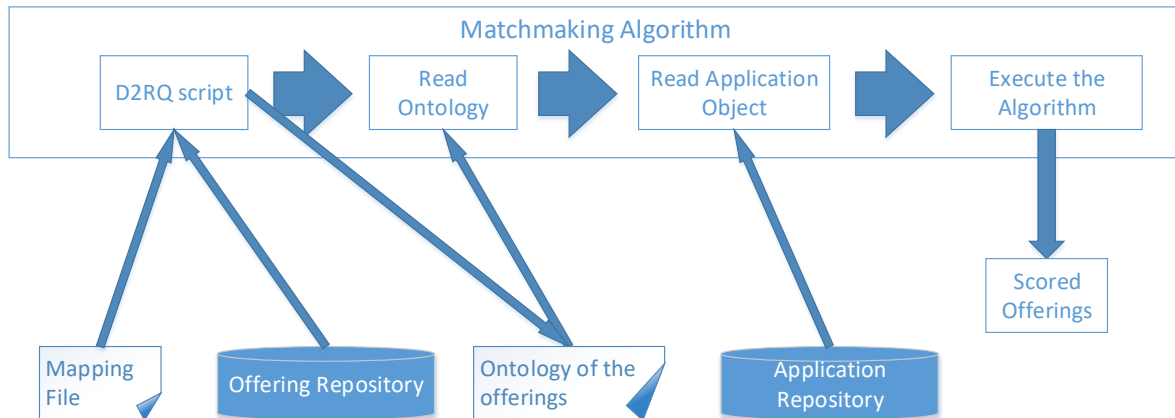 Matchmaking Algorithm
D2RQ script
Read
Ontology
Read Application
Object
Execute the
Algorithm
Scored
Offerings
Mapping
File
Offering Repository
Ontology of the
offerings
Application
Repository